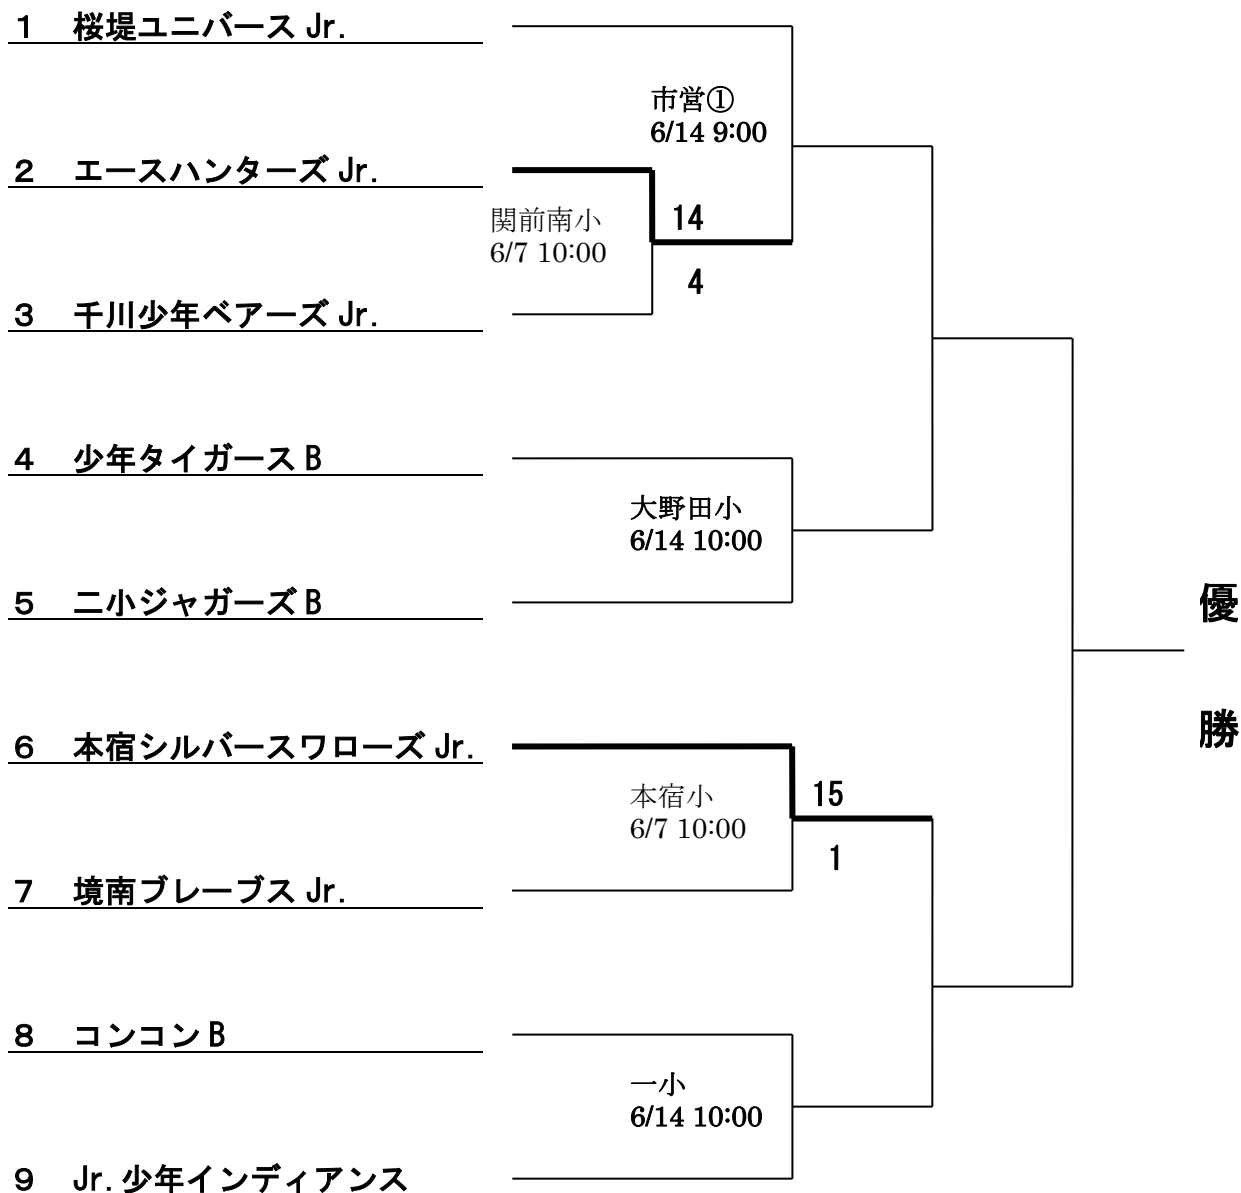 １ 桜堤ユニバース Jr.
市営①
6/14 9:00
２ エースハンターズ Jr.
関前南小
6/7 10:00
14
4
３ 千川少年ベアーズ Jr.
４ 少年タイガース B
大野田小
6/14 10:00
５ 二小ジャガーズ B
優
勝
６ 本宿シルバースワローズ Jr.
本宿小
6/7 10:00
15
1
７ 境南ブレーブス Jr.
８ コンコン B
一小
6/14 10:00
９ Jr. 少年インディアンス